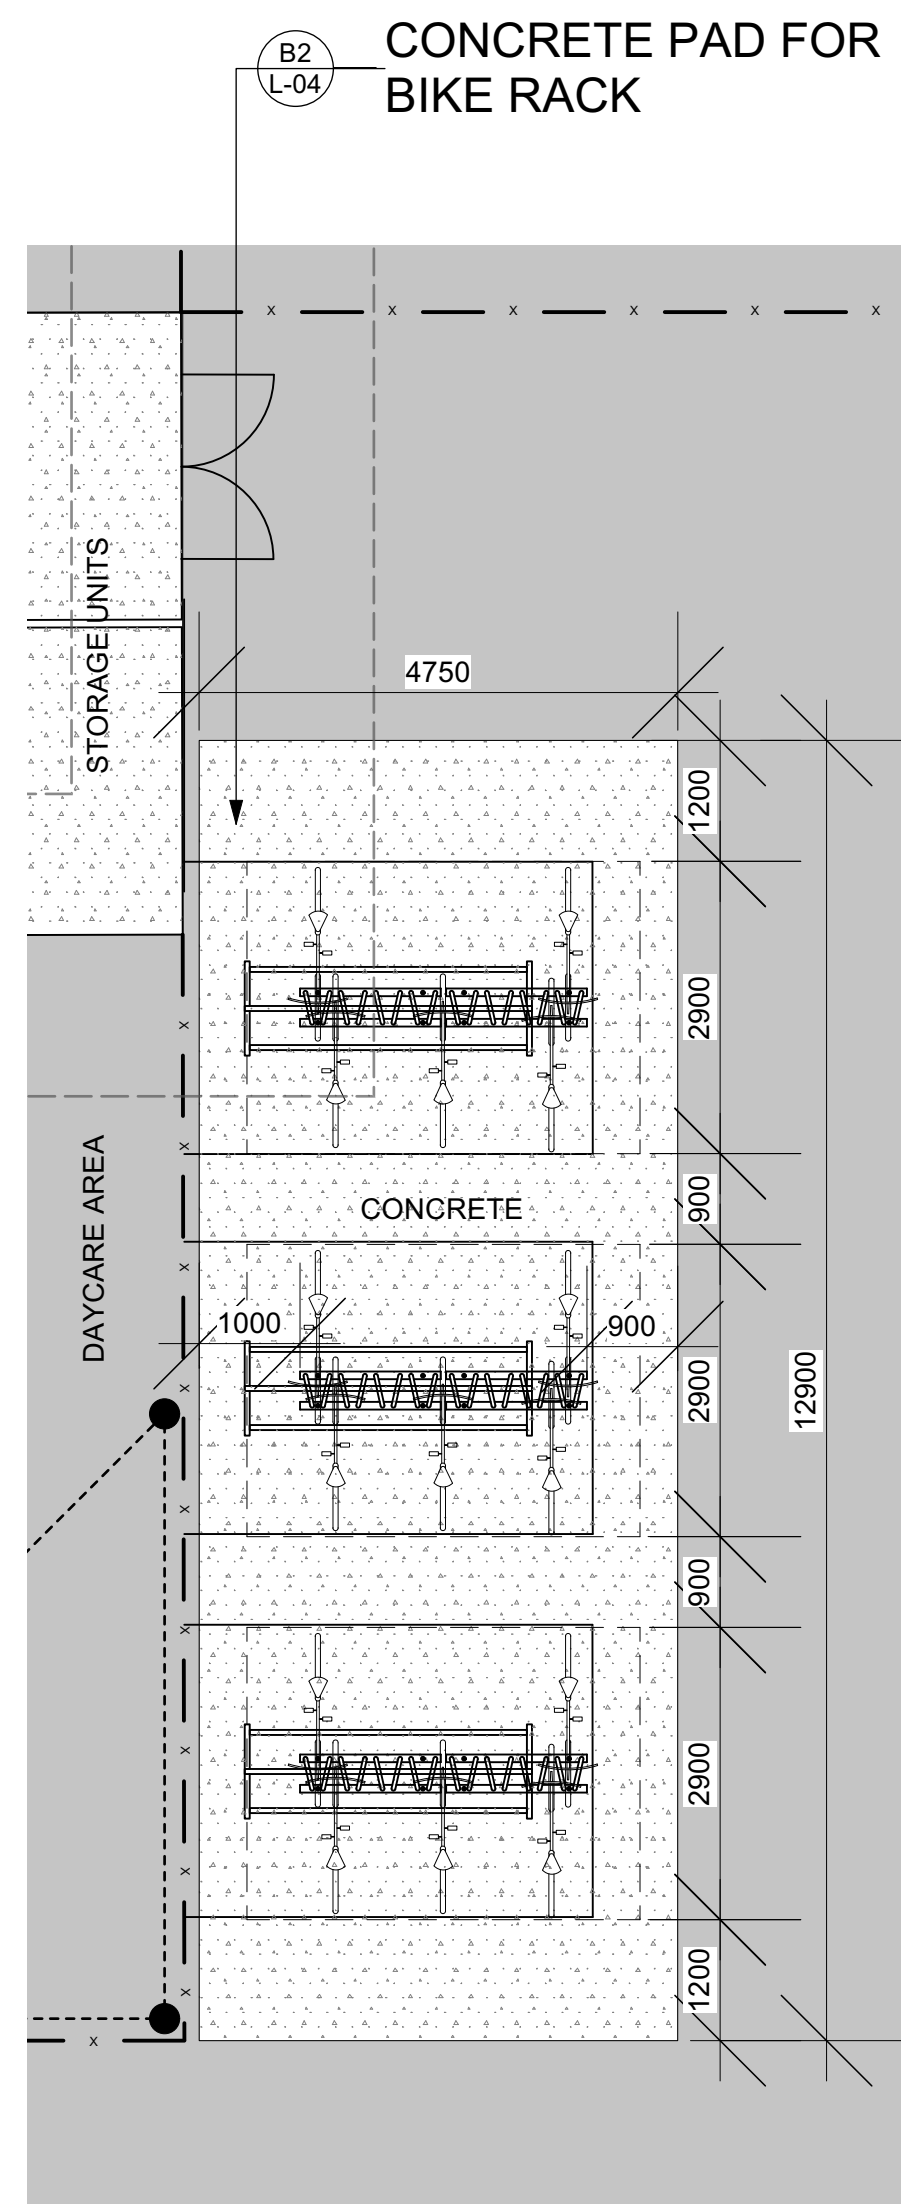 B2
L-04
CONCRETE PAD FOR
BIKE RACK
x x x x x x
STORAGE UNITS
4750
1200
2900
x
x
DAYCARE AREA
CONCRETE
900
x
1000
900
2900
12900
x
x
900
x
x
2900
x
x
1200
x